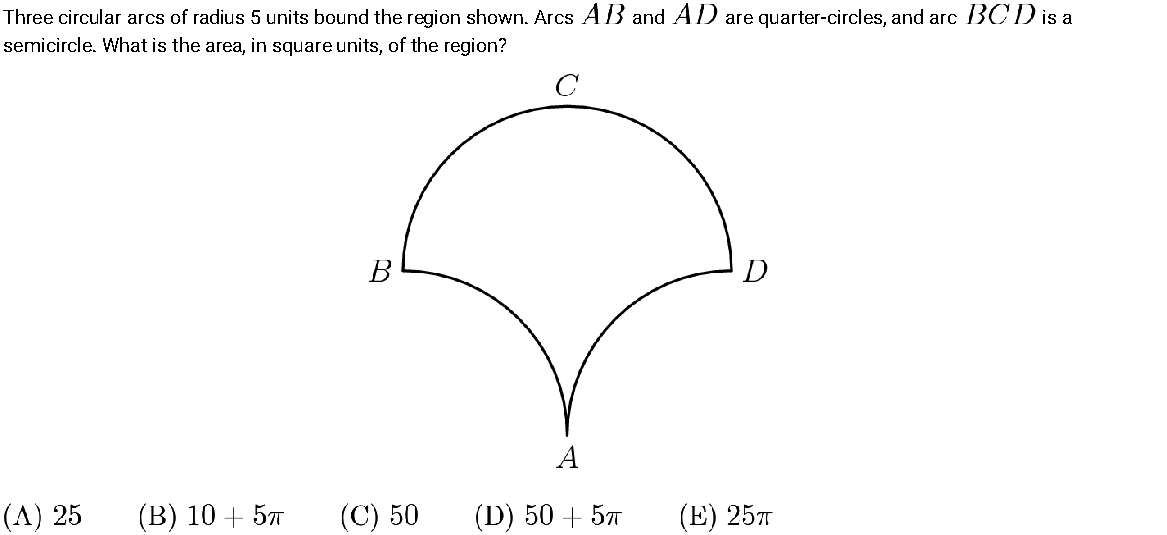 Three circular arcs of radius 5 units bound the region shown. Arcs AB and AD are quarter-circles, and arc BCD is a
semicircle. What is the area, in square units, of the region?
C
B
D
A
(A) 25 (B) 10 + 5π (C) 50 (D) 50 + 5π (E) 25π